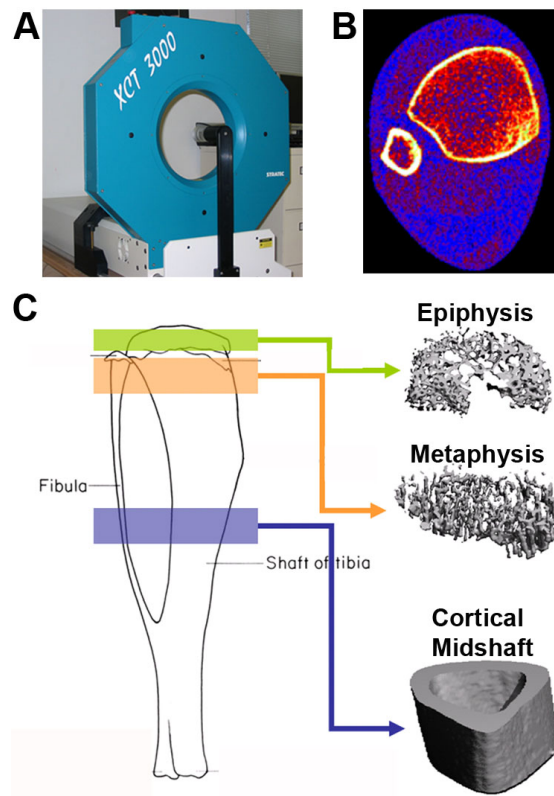 A
XCT 3000
STRATEC
B
C
Epiphysis
Metaphysis
Fibula
Shaft of tibia
Cortical
Midshaft